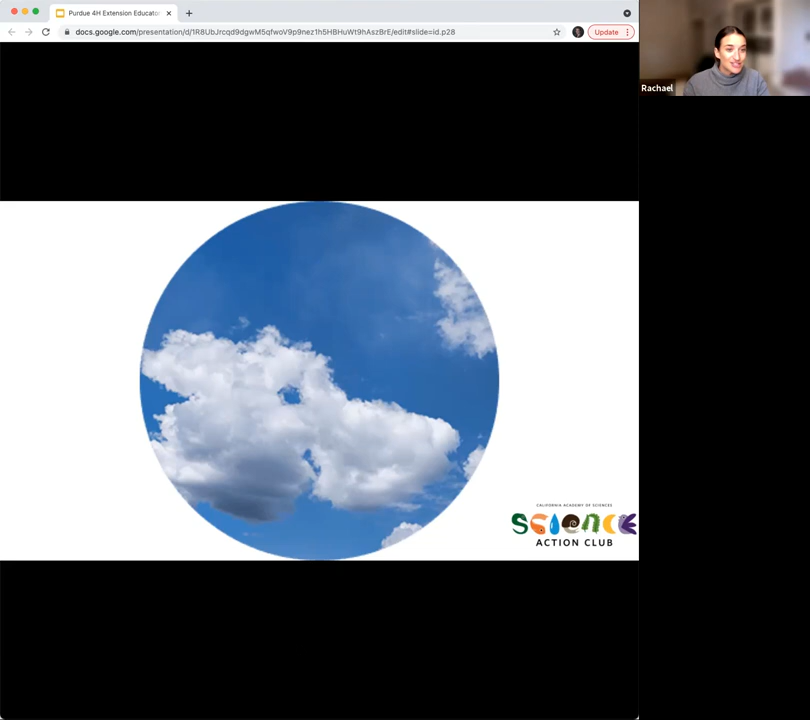 Purdue 4H Extension Educator
docs.google.com/presentation/d/1R8UbJrcqd9dgwM5qfwoV9p9nez1h5HBHuWt9hAszBrE/edit#slide=id.p28
Update
Rachael
CALIFORNIA ACADEMY OF SCIENCES
SCIENCE
ACTION CLUB